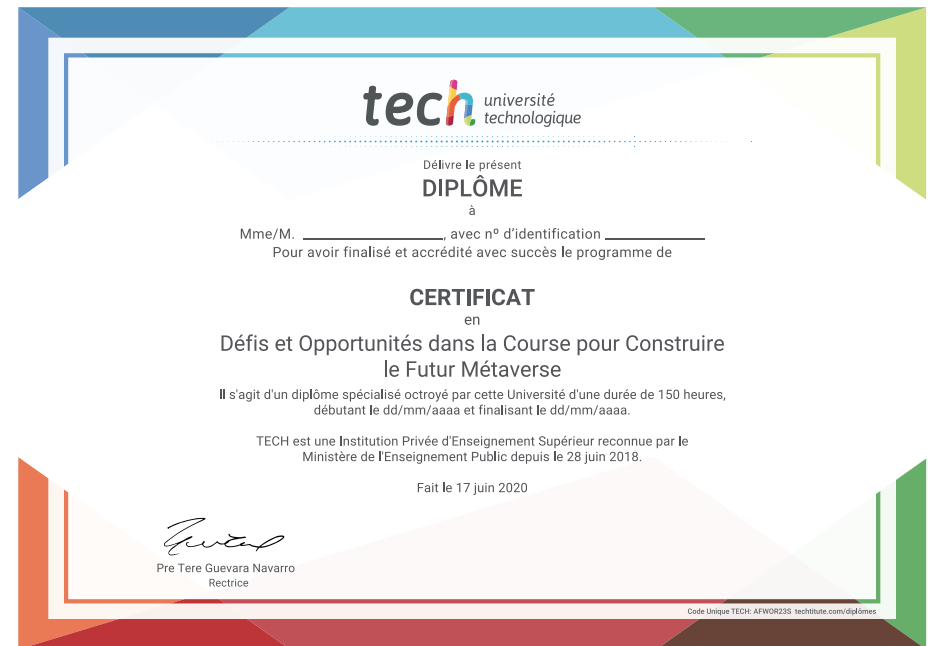 tech université
technologique
Délivre le présent
DIPLÔME
à
Mme/M. ____________________, avec nº d'identification ______________
Pour avoir finalisé et accrédité avec succès le programme de
CERTIFICAT
en
Défis et Opportunités dans la Course pour Construire
le Futur Métaverse
Il s'agit d'un diplôme spécialisé octroyé par cette Université d'une durée de 150 heures,
débutant le dd/mm/aaaa et finalisant le dd/mm/aaaa.
TECH est une Institution Privée d'Enseignement Supérieur reconnue par le
Ministère de l'Enseignement Public depuis le 28 juin 2018.
Fait le 17 juin 2020
Pre Tere Guevara Navarro
Rectrice
Code Unique TECH: AFWOR23S techtitute.com/diplômes